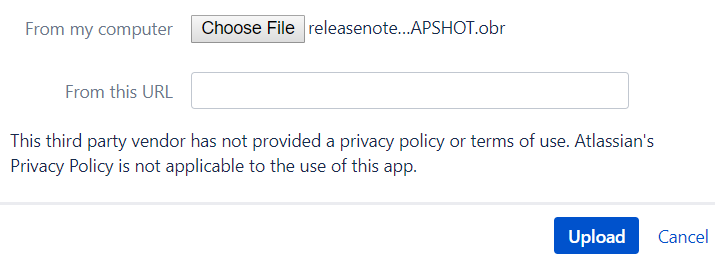 From my computer Choose File releasenote...APSHOT.obr
From this URL
This third party vendor has not provided a privacy policy or terms of use. Atlassian's
Privacy Policy is not applicable to the use of this app.
Upload Cancel